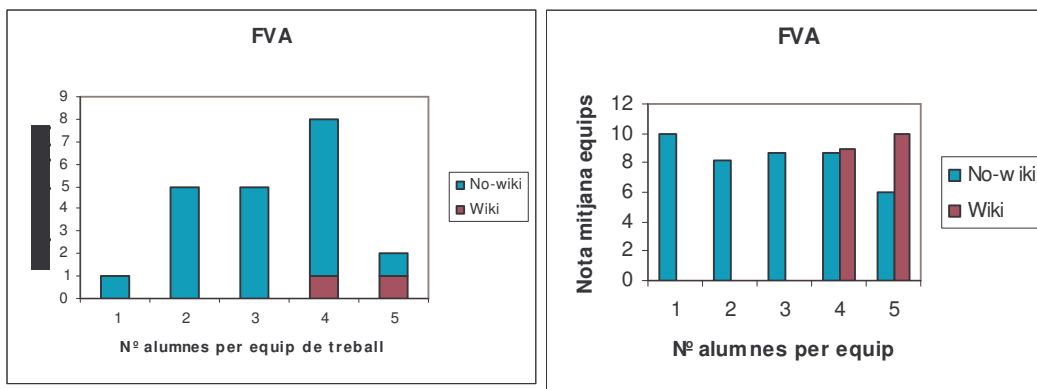 FVA
9
8
7
6
5
4
3
2
1
0
1 2 3 4 5
Nº alumnes per equip de treball
No-wiki
Wiki
FVA
Nota mitjana equips
12
10
8
6
4
2
0
1 2 3 4 5
Nº alumnes per equip
No-wiki
Wiki